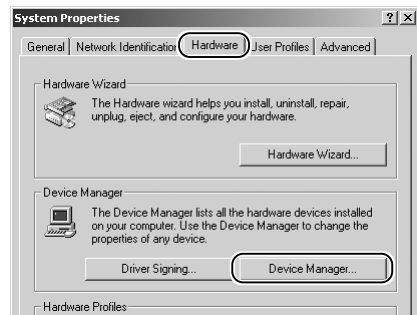 System Properties
? X
General Network Identification Hardware User Profiles Advanced
Hardware Wizard
The Hardware wizard helps you install, uninstall, repair,
unplug, eject, and configure your hardware.
Hardware Wizard...
Device Manager
The Device Manager lists all the hardware devices installed
on your computer. Use the Device Manager to change the
properties of any device.
Driver Signing... Device Manager...
Hardware Profiles